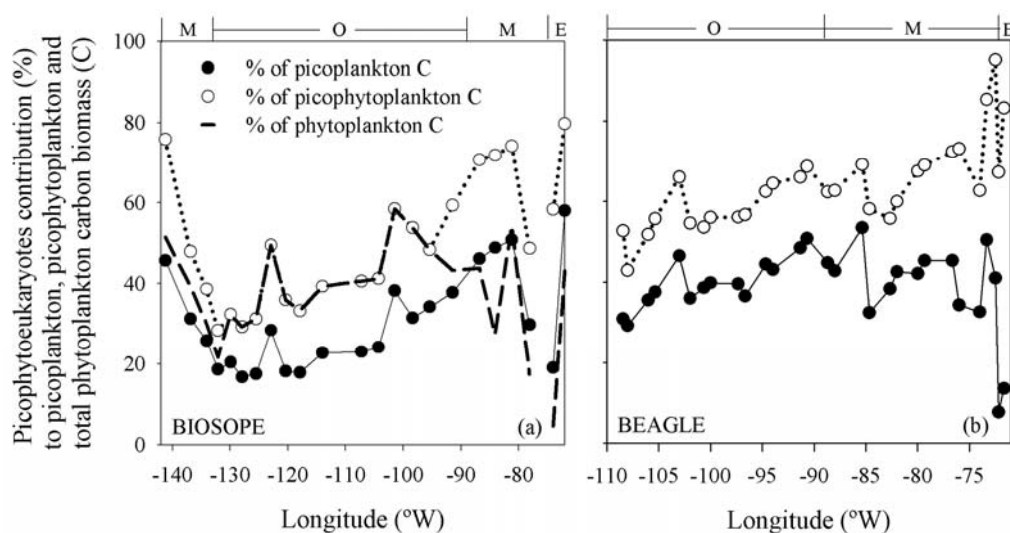 M O M E
O M E
Picophytoeukaryotes contribution (%)
to picoplankton, picophytoplankton and
total phytoplankton carbon biomass (C)
100
80
60
40
20
0
% of picoplankton C
% of picophytoplankton C
% of phytoplankton C
BIOSOPE
(a)
BEAGLE
(b)
-140 -130 -120 -110 -100 -90 -80
-110 -105 -100 -95 -90 -85 -80 -75
Longitude (ºW)
Longitude (ºW)